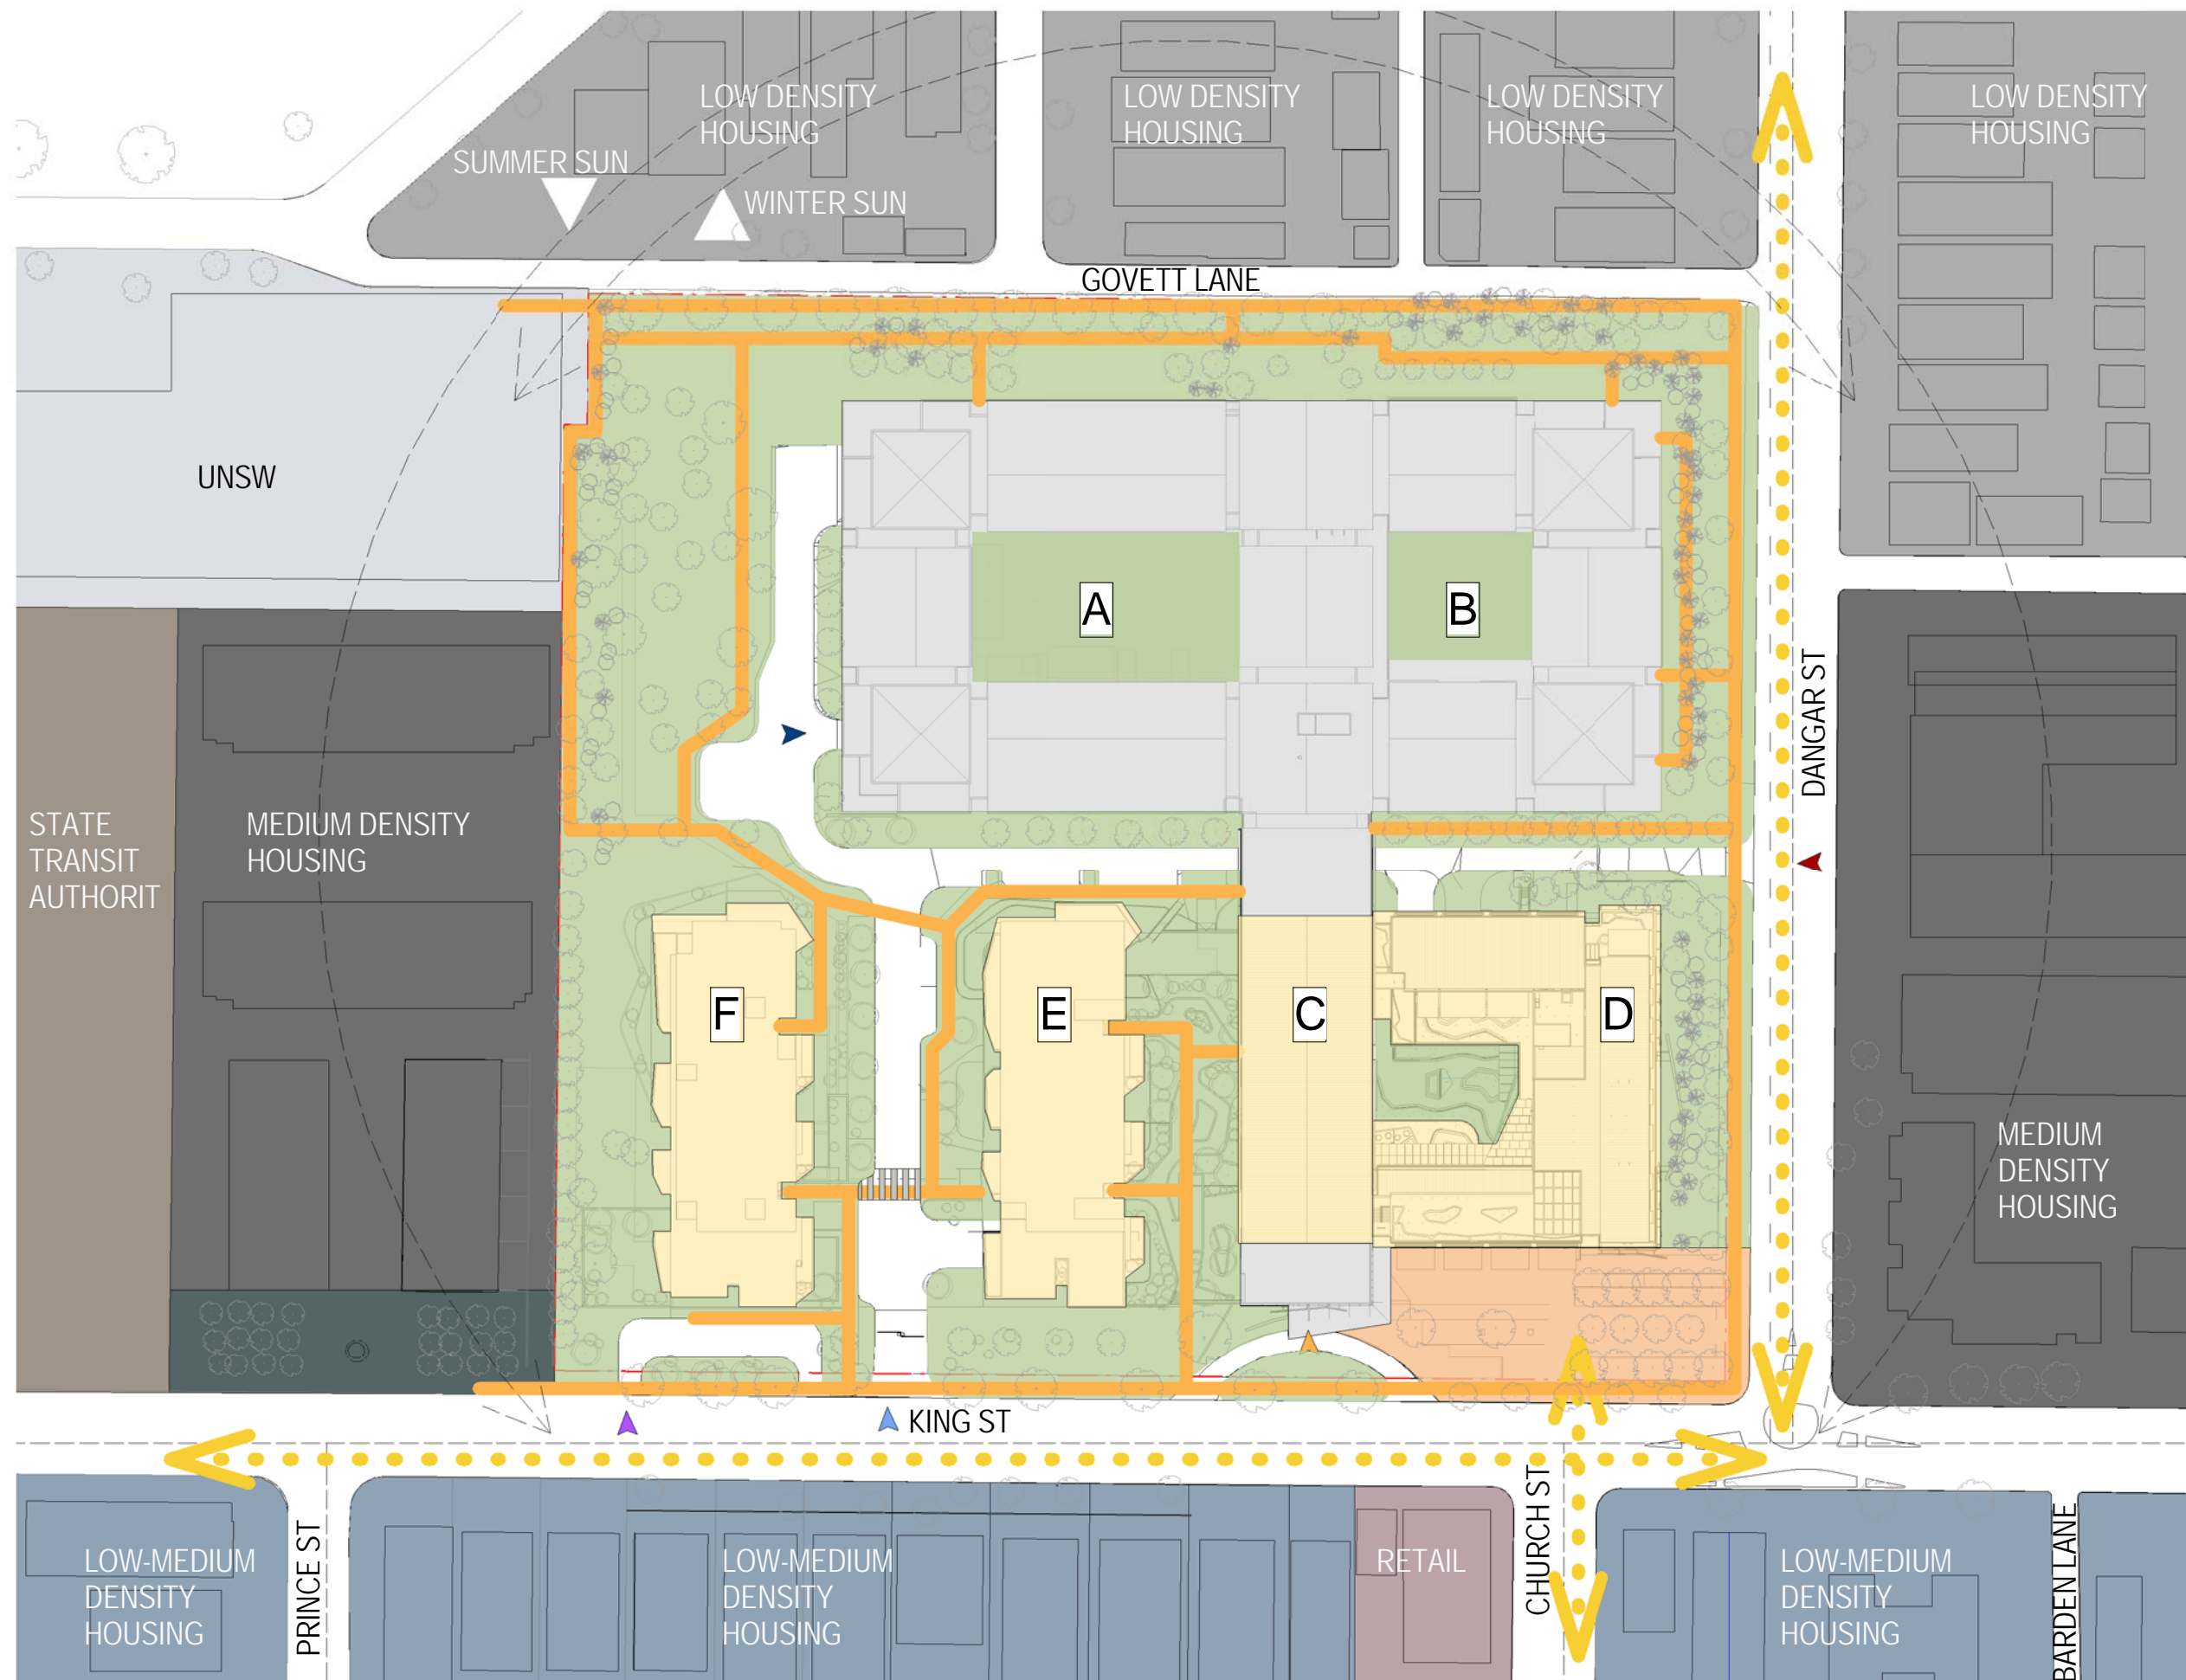 LOW DENSITY
HOUSING
LOW DENSITY
HOUSING
LOW DENSITY
HOUSING
LOW DENSITY
HOUSING
SUMMER SUN
WINTER SUN
GOVETT LANE
UNSW
A
B
DANGAR ST
STATE
TRANSIT
AUTHORIT
MEDIUM DENSITY
HOUSING
F
E
C
D
MEDIUM
DENSITY
HOUSING
KING ST
PRINCE ST
CHURCH ST
BARDEN LANE
LOW-MEDIUM
DENSITY
HOUSING
LOW-MEDIUM
DENSITY
HOUSING
RETAIL
LOW-MEDIUM
DENSITY
HOUSING